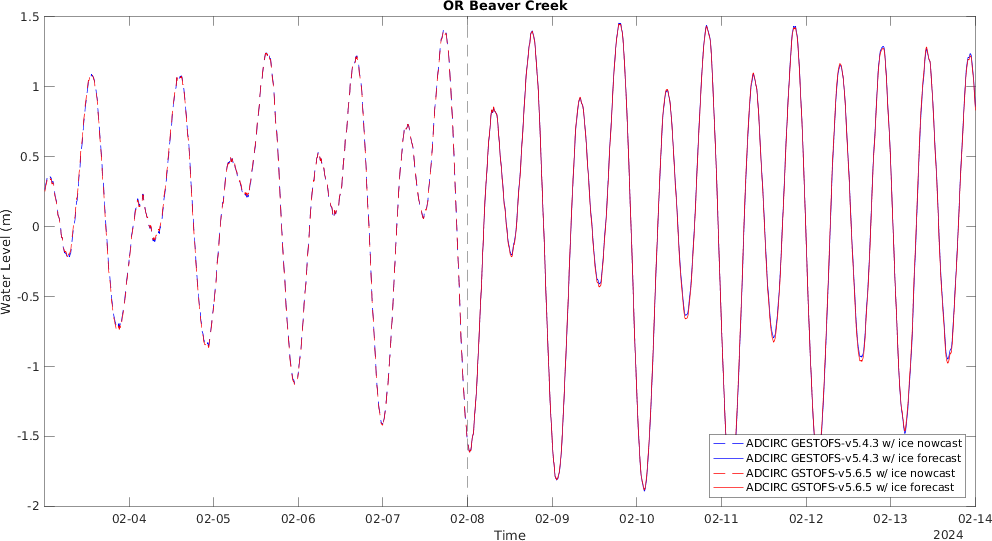 OR Beaver Creek
1.5
1
0.5
0
-0.5
-1
-1.5
-2
Water Level (m)
ADCIRC GESTOFS-v5.4.3 w/ ice nowcast
ADCIRC GESTOFS-v5.4.3 w/ ice forecast
ADCIRC GSTOFS-v5.6.5 w/ ice nowcast
ADCIRC GSTOFS-v5.6.5 w/ ice forecast
02-04 02-05 02-06 02-07 02-08 02-09 02-10 02-11 02-12 02-13 02-14
Time
2024